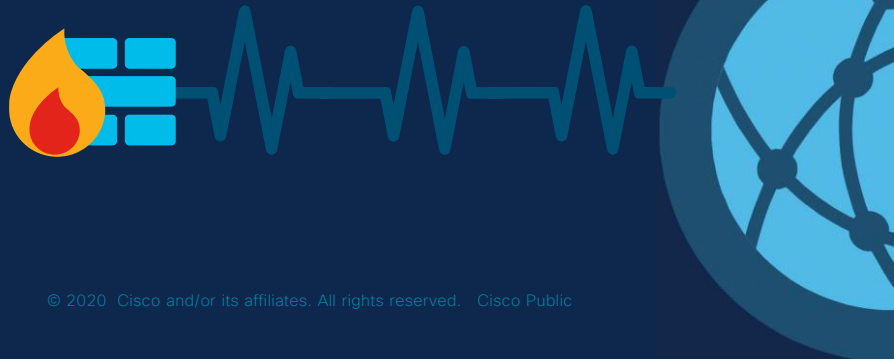 © 2020 Cisco and/or its affiliates. All rights reserved. Cisco Public